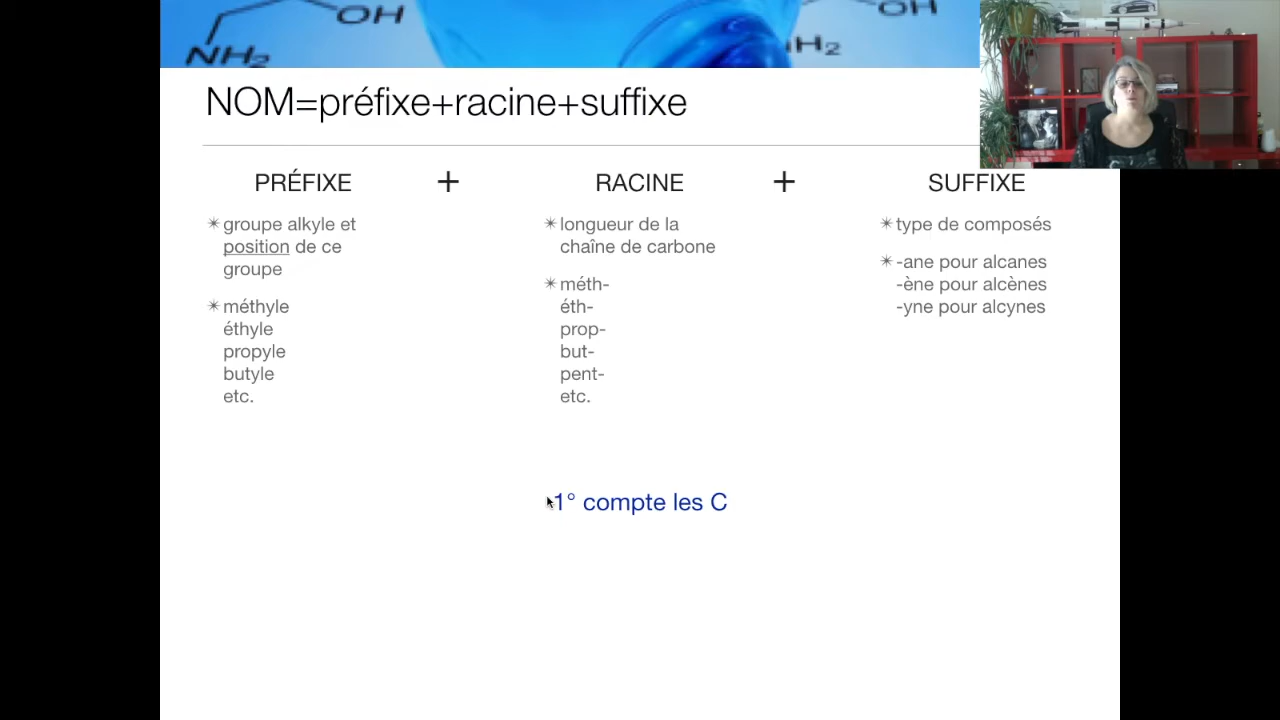 OH
OH
NH₂
H₂
NOM=préfixe+racine+suffixe
PRÉFIXE + RACINE + SUFFIXE
✴groupe alkyle et
position de ce
groupe
✴méthyle
éthyle
propyle
butyle
etc.
✴longueur de la
chaîne de carbone
✴méth-
éth-
prop-
but-
pent-
etc.
✴type de composés
✴-ane pour alcanes
-ène pour alcènes
-yne pour alcynes
1° compte les C